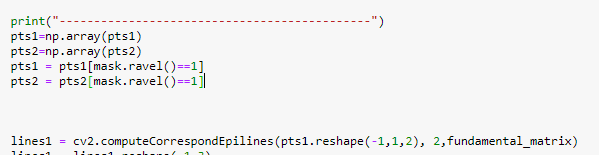 print("--------------------------------------------")
pts1=np.array(pts1)
pts2=np.array(pts2)
pts1 = pts1[mask.ravel()==1]
pts2 = pts2[mask.ravel()==1]
lines1 = cv2.computeCorrespondEpilines(pts1.reshape(-1,1,2), 2,fundamental_matrix)